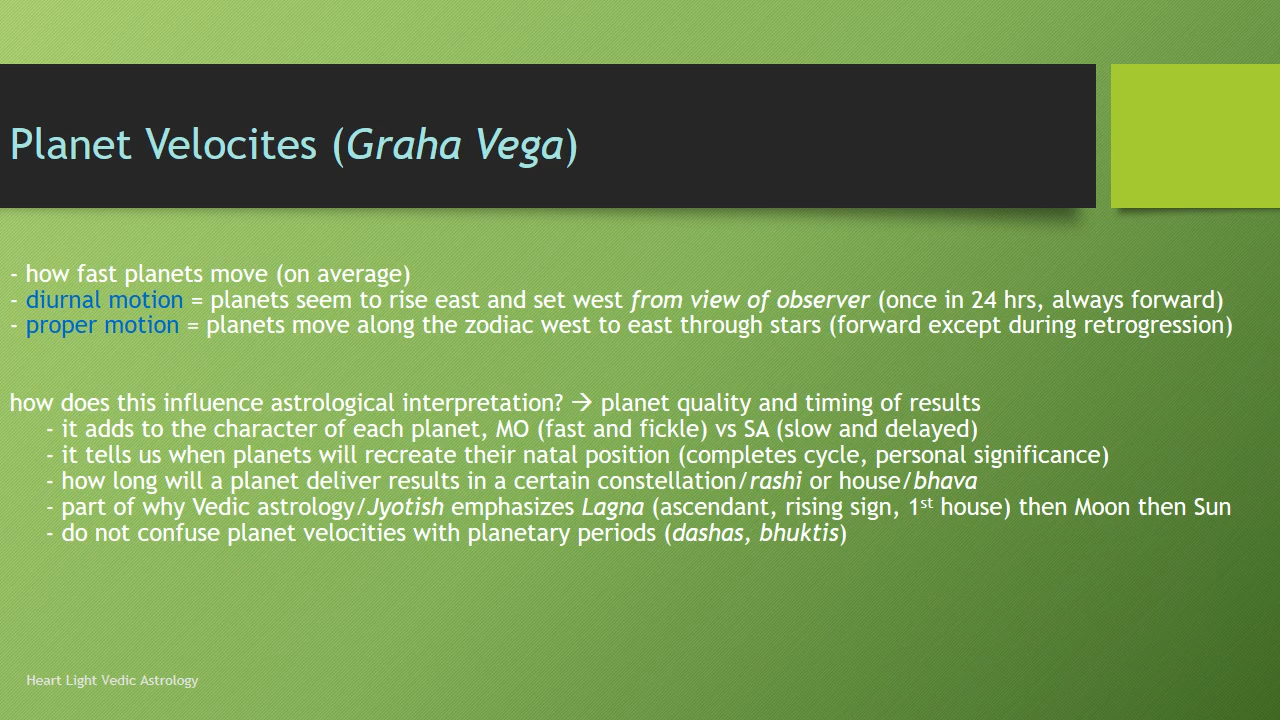 Planet Velocites (Graha Vega)
- how fast planets move (on average)
- diurnal motion = planets seem to rise east and set west from view of observer (once in 24 hrs, always forward)
- proper motion = planets move along the zodiac west to east through stars (forward except during retrogression)
how does this influence astrological interpretation? → planet quality and timing of results
- it adds to the character of each planet, MO (fast and fickle) vs SA (slow and delayed)
- it tells us when planets will recreate their natal position (completes cycle, personal significance)
- how long will a planet deliver results in a certain constellation/rashi or house/bhava
- part of why Vedic astrology/Jyotish emphasizes Lagna (ascendant, rising sign, 1st house) then Moon then Sun
- do not confuse planet velocities with planetary periods (dashas, bhuktis)
Heart Light Vedic Astrology